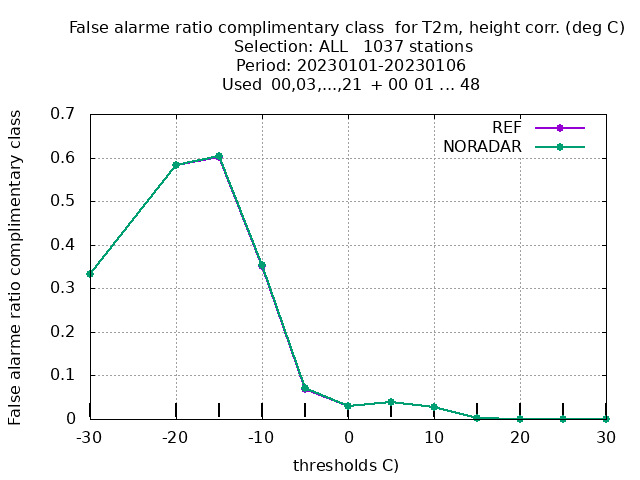 False alarme ratio complimentary class  for T2m, height corr. (deg C)
Selection: ALL   1037 stations
Period: 20230101-20230106
Used  00,03,...,21  + 00 01 ... 48
False alarme ratio complimentary class
0.7
0.6
0.5
0.4
0.3
0.2
0.1
0
REF
NORADAR
-30 -20 -10 0 10 20 30
thresholds C)